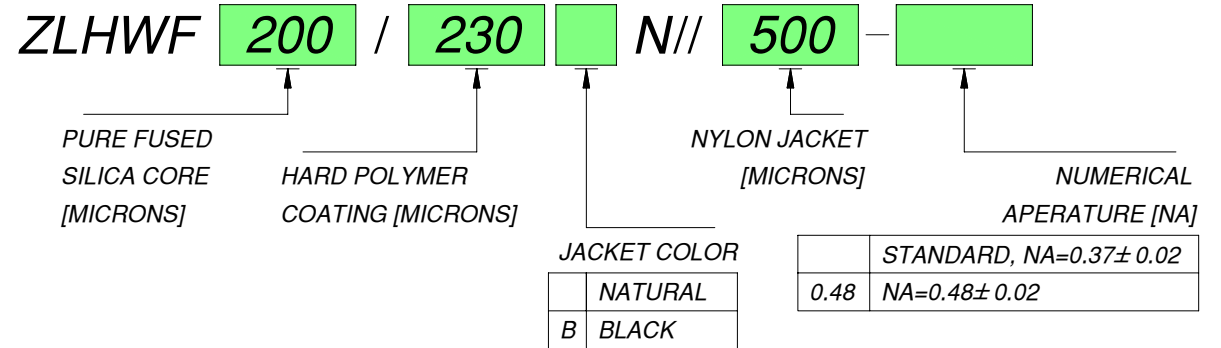 ZLHWF 200 / 230 N// 500 -
PURE FUSED
SILICA CORE
[MICRONS]
HARD POLYMER
COATING [MICRONS]
JACKET COLOR
NATURAL
B BLACK
NYLON JACKET
[MICRONS]
NUMERICAL
APERATURE [NA]
STANDARD, NA=0.37± 0.02
0.48 NA=0.48± 0.02